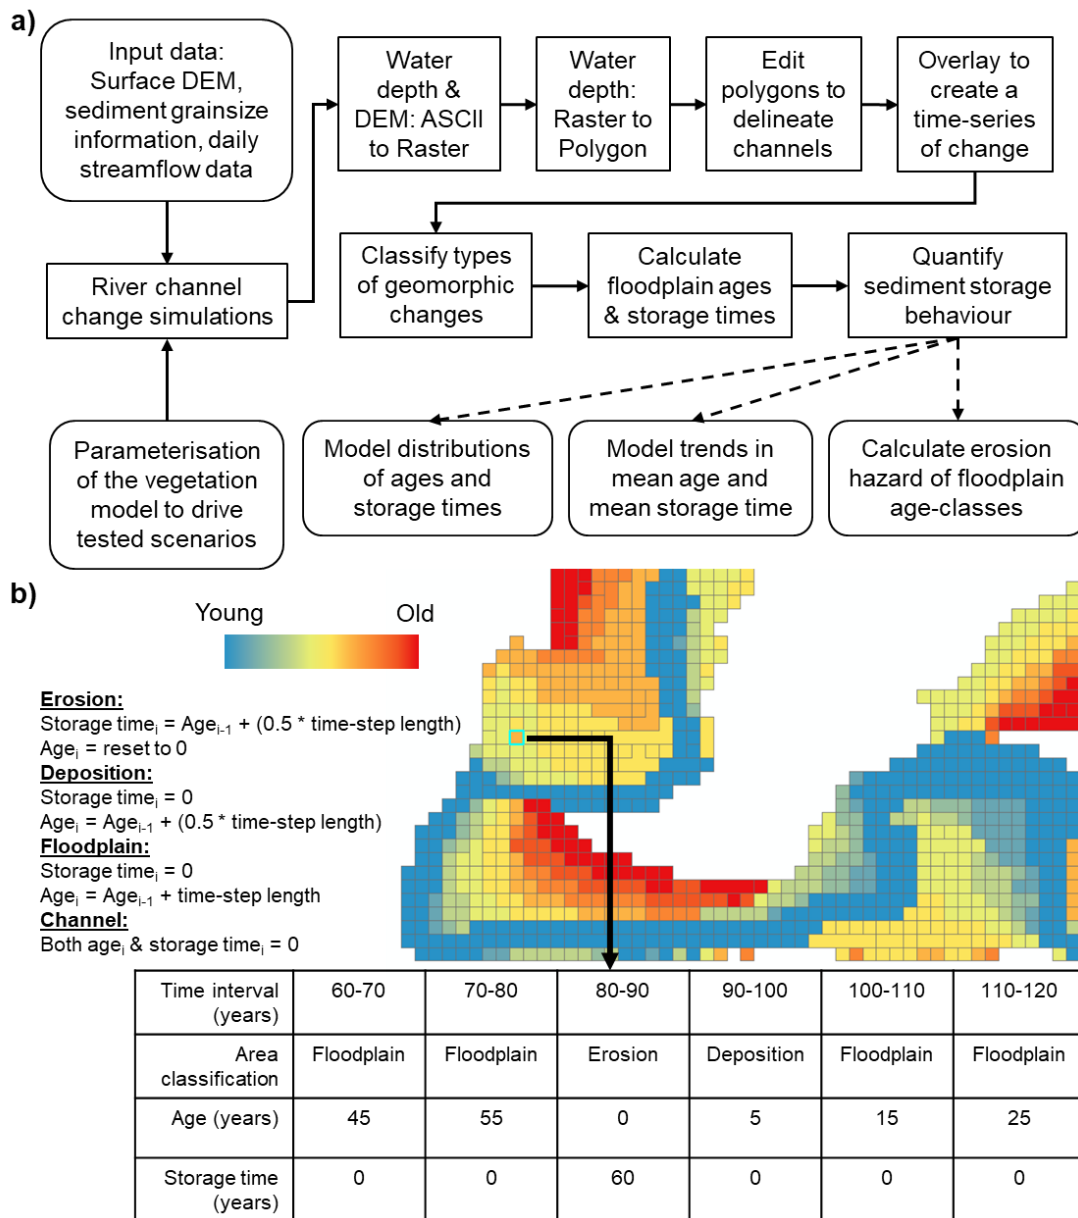 a)
Input data:
Surface DEM,
sediment grainsize
information, daily
streamflow data
Water
depth &
DEM: ASCII
to Raster
Water
depth:
Raster to
Polygon
Edit
polygons to
delineate
channels
Overlay to
create a
time-series
of change
River channel
change simulations
Classify types
of geomorphic
changes
Calculate
floodplain ages
& storage times
Quantify
sediment storage
behaviour
Parameterisation
of the vegetation
model to drive
tested scenarios
Model distributions
of ages and
storage times
Model trends in
mean age and
mean storage time
Calculate erosion
hazard of floodplain
age-classes
b)
Young Old
Erosion:
Storage timei = Agei-1 + (0.5 * time-step length)
Agei = reset to 0
Deposition:
Storage timei = 0
Agei = Agei-1 + (0.5 * time-step length)
Floodplain:
Storage timei = 0
Agei = Agei-1 + time-step length
Channel:
Both agei & storage timei = 0
Time interval (years) 60-70 70-80 80-90 90-100 100-110 110-120
Area classification Floodplain Floodplain Erosion Deposition Floodplain Floodplain
Age (years) 45 55 0 5 15 25
Storage time (years) 0 0 60 0 0 0